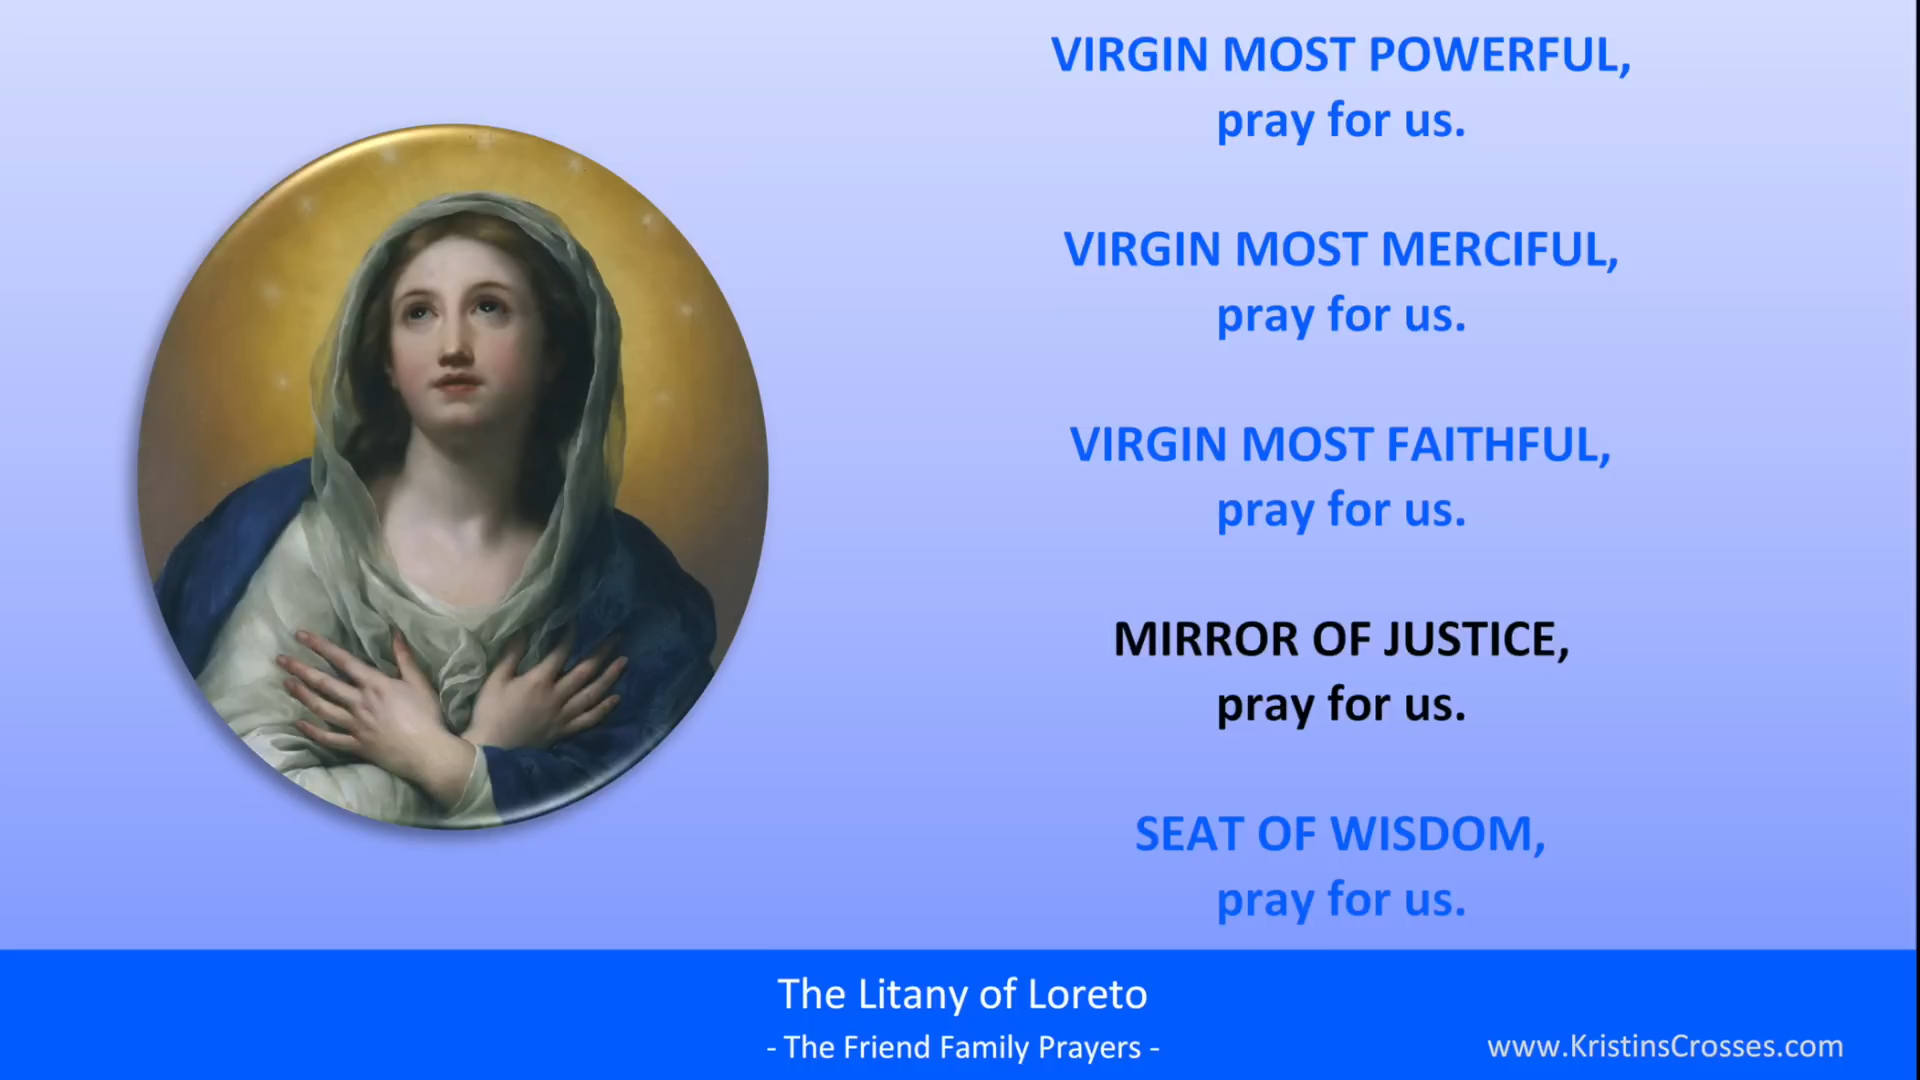 VIRGIN MOST POWERFUL,
pray for us.
VIRGIN MOST MERCIFUL,
pray for us.
VIRGIN MOST FAITHFUL,
pray for us.
MIRROR OF JUSTICE,
pray for us.
SEAT OF WISDOM,
pray for us.
The Litany of Loreto
- The Friend Family Prayers -
www.KristinsCrosses.com